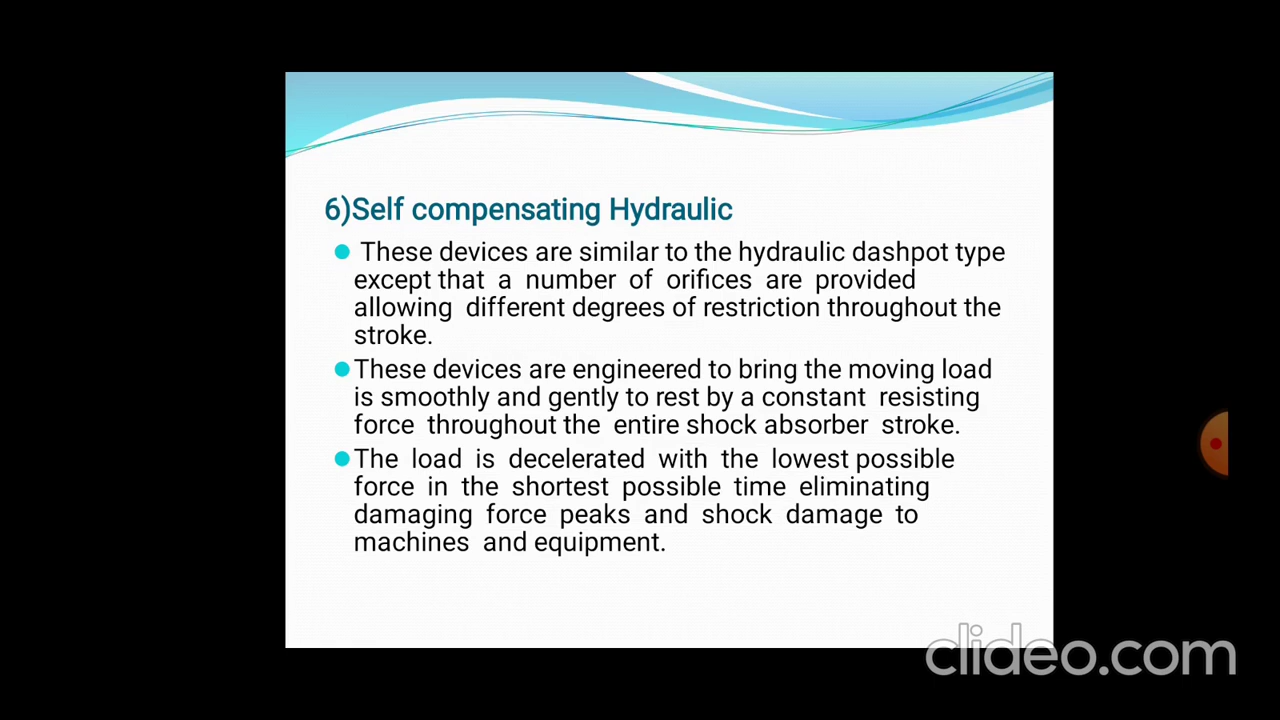 6)Self compensating Hydraulic
These devices are similar to the hydraulic dashpot type
except that a number of orifices are provided
allowing different degrees of restriction throughout the
stroke.
These devices are engineered to bring the moving load
is smoothly and gently to rest by a constant resisting
force throughout the entire shock absorber stroke.
The load is decelerated with the lowest possible
force in the shortest possible time eliminating
damaging force peaks and shock damage to
machines and equipment.
clideo.com